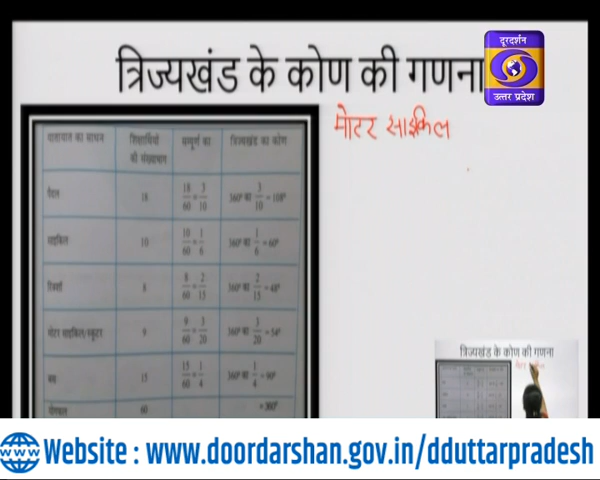 त्रिज्यखंड के कोण की गणना
दूरदर्शन
उत्तर प्रदेश
मोटर साईकिल
यातायात का साधन शिक्षार्थियों की संख्या/भाग सम्पूर्ण का त्रिज्यखंड का कोण
पैदल 18 18/60 = 3/10 360° का 3/10 = 108°
साइकिल 10 10/60 = 1/6 360° का 1/6 = 60°
रिक्शा 8 8/60 = 2/15 360° का 2/15 = 48°
मोटर साइकिल/स्कूटर 9 9/60 = 3/20 360° का 3/20 = 54°
बस 15 15/60 = 1/4 360° का 1/4 = 90°
योगफल 60 = 360°
त्रिज्यखंड के कोण की गणना
मोटर साईकिल
Website : www.doordarshan.gov.in/dduttarpradesh